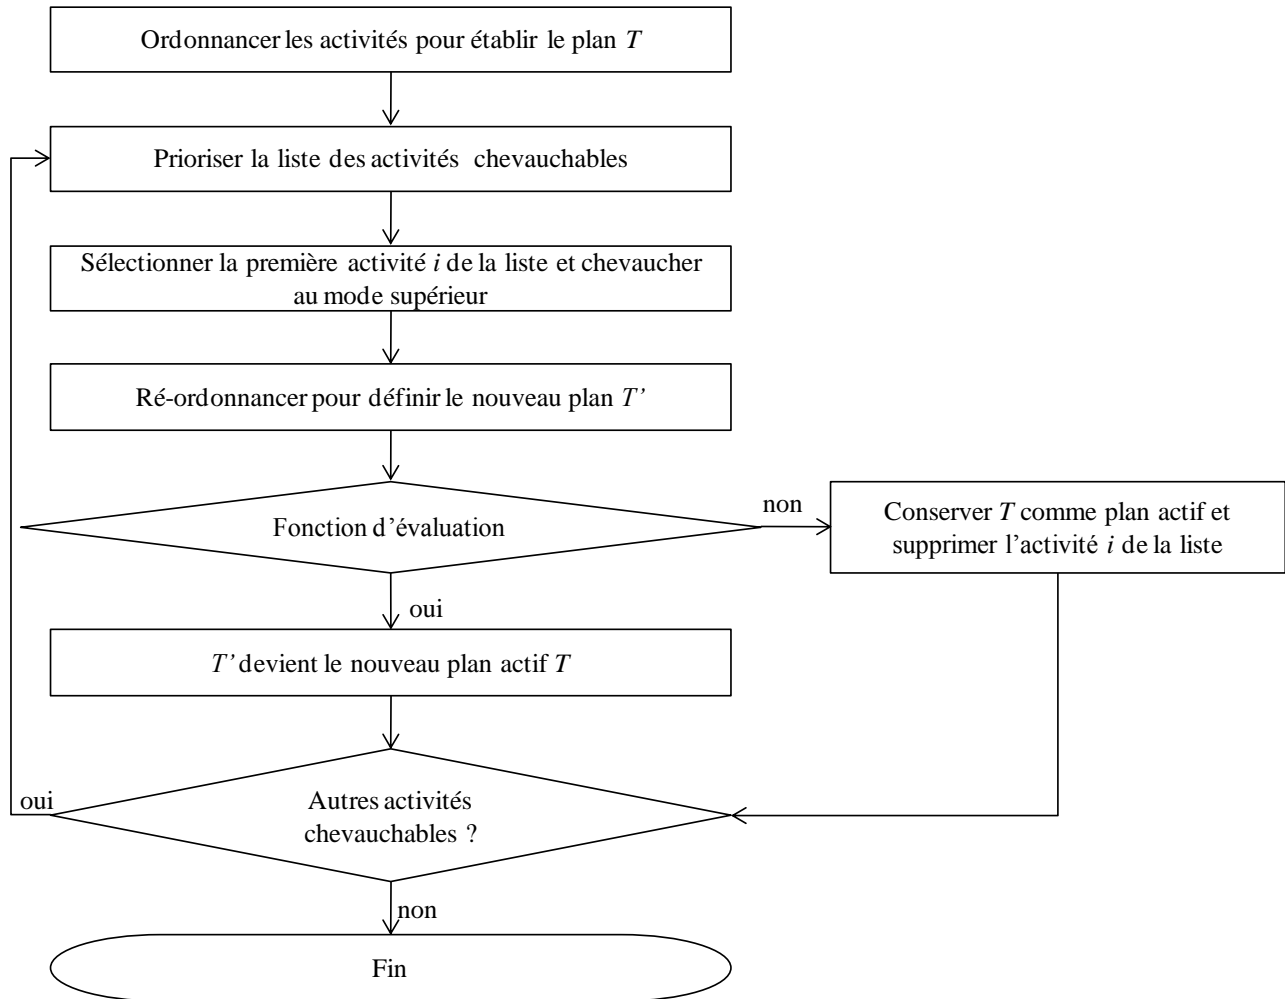 Ordonnancer les activités pour établir le plan T
Prioriser la liste des activités chevauchables
Sélectionner la première activité i de la liste et chevaucher
au mode supérieur
Ré-ordonnancer pour définir le nouveau plan T’
Fonction d’évaluation
non
Conserver T comme plan actif et
supprimer l’activité i de la liste
oui
T’ devient le nouveau plan actif T
oui
Autres activités
chevauchables ?
non
Fin